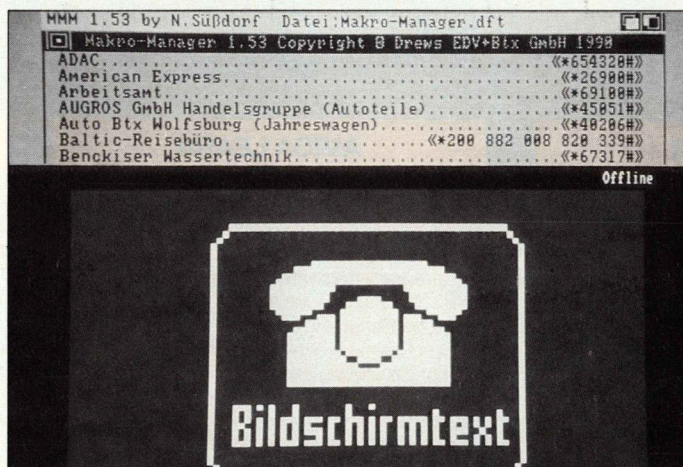 MMM 1.53 by N.Süßdorf Datei:Makro-Manager.dft
Makro-Manager 1.53 Copyright © Drews EDV+Btx GmbH 1990
ADAC......................................................《*654320#》
American Express.....................................《*26900#》
Arbeitsamt..............................................《*69100#》
AUGROS GmbH Handelsgruppe (Autoteile)..............《*45051#》
Auto Btx Wolfsburg (Jahreswagen)...................《*40206#》
Baltic-Reisebüro.....................《*200 882 008 820 339#》
Benckiser Wassertechnik............................《*67317#》
Offline
Bildschirmtext